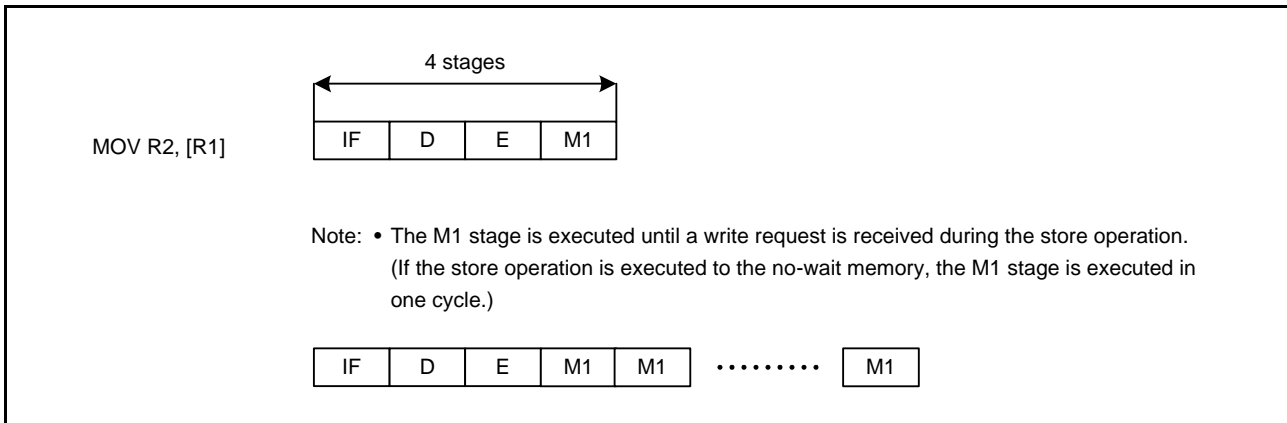 4 stages
MOV R2, [R1]
IF D E M1
Note: • The M1 stage is executed until a write request is received during the store operation.
(If the store operation is executed to the no-wait memory, the M1 stage is executed in
one cycle.)
IF D E M1 M1 ......... M1